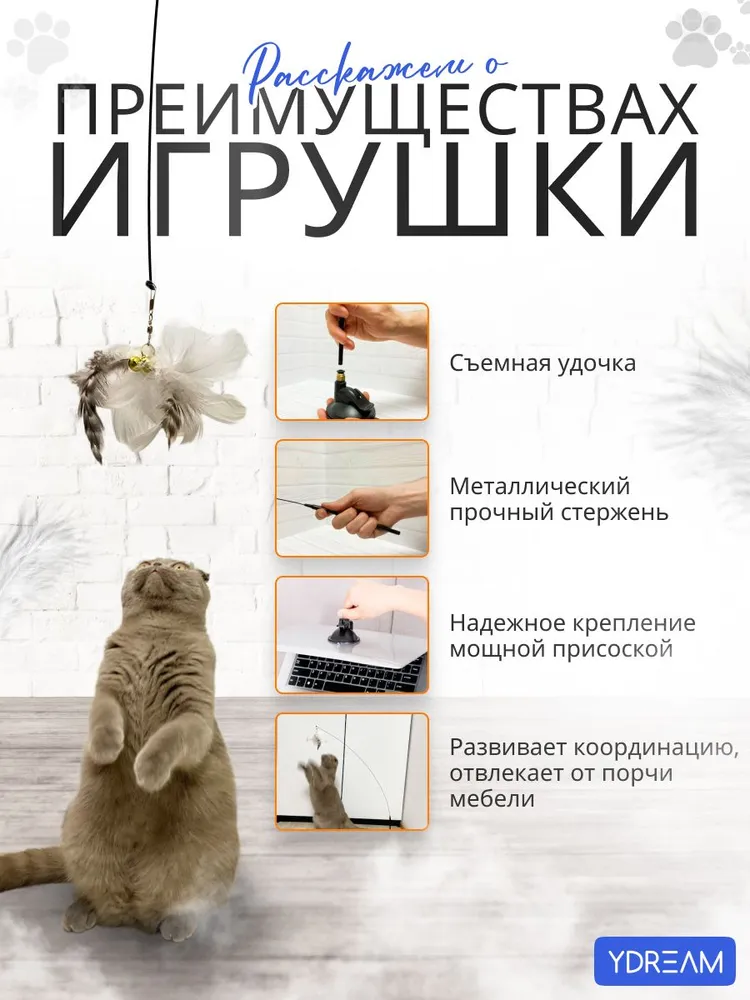 Расскажем о
ПРЕИМУЩЕСТВАХ
ИГРУШКИ
Съемная удочка
Металлический
прочный стержень
Надежное крепление
мощной присоской
Развивает координацию,
отвлекает от порчи
мебели
YDREAM